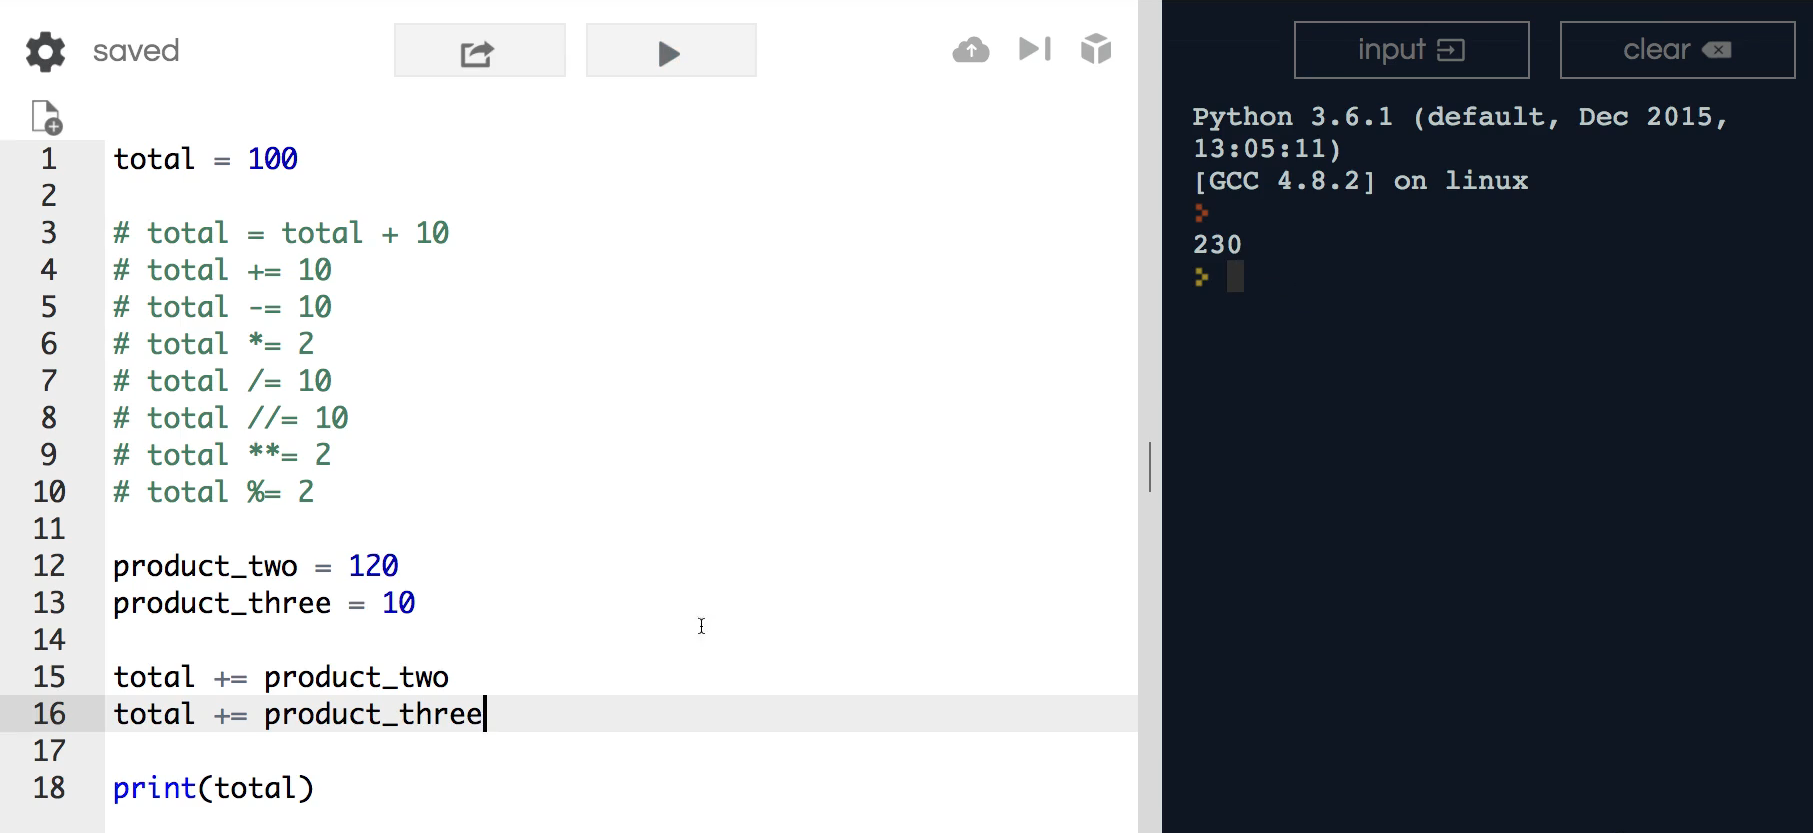 saved
input
clear
1 total = 100
2
3 # total = total + 10
4 # total += 10
5 # total -= 10
6 # total *= 2
7 # total /= 10
8 # total //= 10
9 # total **= 2
10 # total %= 2
11
12 product_two = 120
13 product_three = 10
14
15 total += product_two
16 total += product_three
17
18 print(total)
Python 3.6.1 (default, Dec 2015,
13:05:11)
[GCC 4.8.2] on linux
230